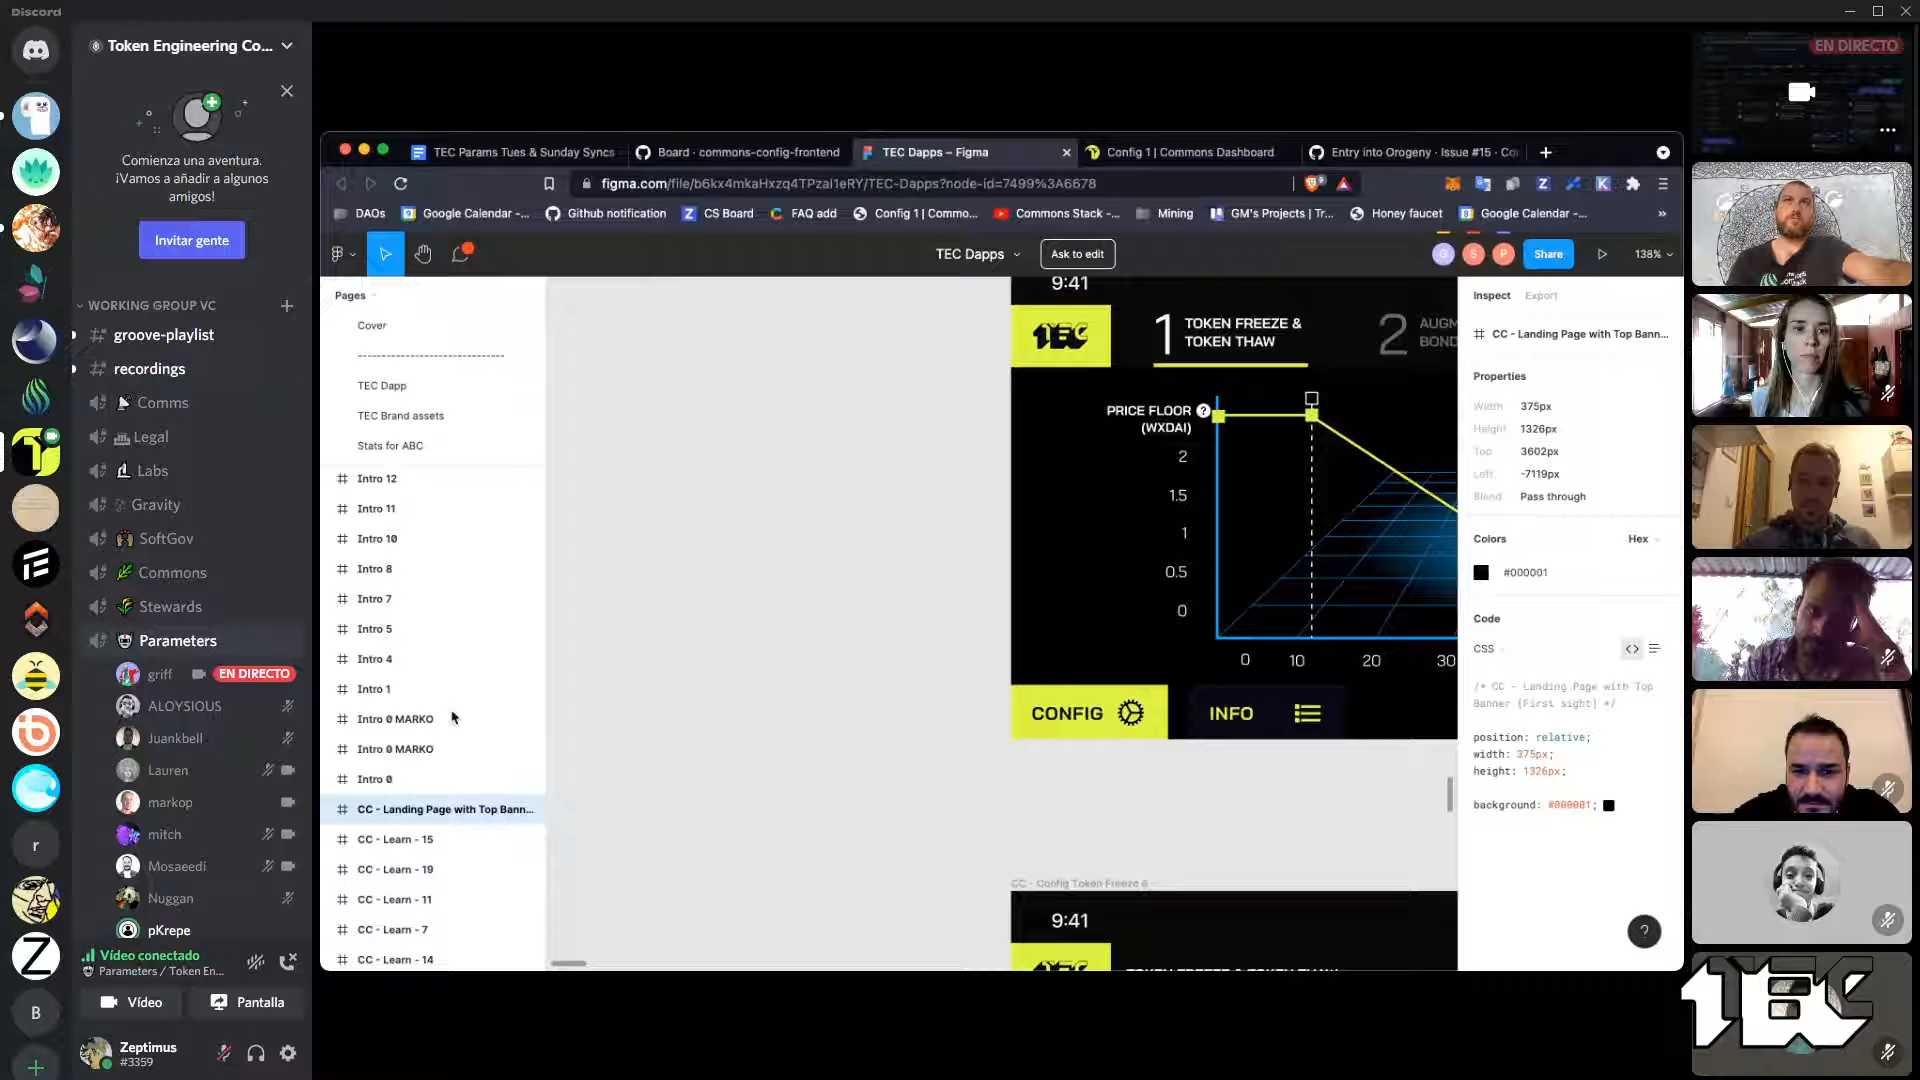 Discord
Token Engineering Co...
Comienza una aventura.
¡Vamos a añadir a algunos
amigos!
Invitar gente
WORKING GROUP VC
groove-playlist
recordings
Comms
Legal
Labs
Gravity
SoftGov
Commons
Stewards
Parameters
griff
EN DIRECTO
ALOYSIOUS
Juankbell
Lauren
markop
mitch
Mosaeedi
Nuggan
pKrepe
Vídeo conectado
Parameters / Token En...
Vídeo
Pantalla
Zeptimus
#3359
r
B
TEC Params Tues & Sunday Syncs
Board · commons-config-frontend
TEC Dapps – Figma
Config 1 | Commons Dashboard
Entry into Orogeny · Issue #15 · Co
figma.com/file/b6kx4mkaHxzq4TPzal1eRY/TEC-Dapps?node-id=7499%3A6678
DAOs
Google Calendar -...
Github notification
CS Board
FAQ add
Config 1 | Commo...
Commons Stack -...
Mining
GM's Projects | Tr...
Honey faucet
Google Calendar -...
TEC Dapps
Ask to edit
G
S
P
Share
138%
Pages
Cover
-------------------------------
TEC Dapp
TEC Brand assets
Stats for ABC
Intro 12
Intro 11
Intro 10
Intro 8
Intro 7
Intro 5
Intro 4
Intro 1
Intro 0 MARKO
Intro 0 MARKO
Intro 0
CC - Landing Page with Top Bann...
CC - Learn - 15
CC - Learn - 19
CC - Learn - 11
CC - Learn - 7
CC - Learn - 14
9:41
TEC
1 TOKEN FREEZE &
TOKEN THAW
2 AUGM
BOND
PRICE FLOOR ?
(WXDAI)
2
1.5
1
0.5
0
0 10 20 30
CONFIG
INFO
CC - Config Token Freeze 6
9:41
TOKEN FREEZE & TOKEN THAW
Inspect
Export
CC - Landing Page with Top Bann...
Properties
Width 375px
Height 1326px
Top 3602px
Left -7119px
Blend Pass through
Colors
Hex
#000001
Code
CSS
/* CC - Landing Page with Top
Banner [First sight] */
position: relative;
width: 375px;
height: 1326px;
background: #000001;
?
EN DIRECTO
TEC